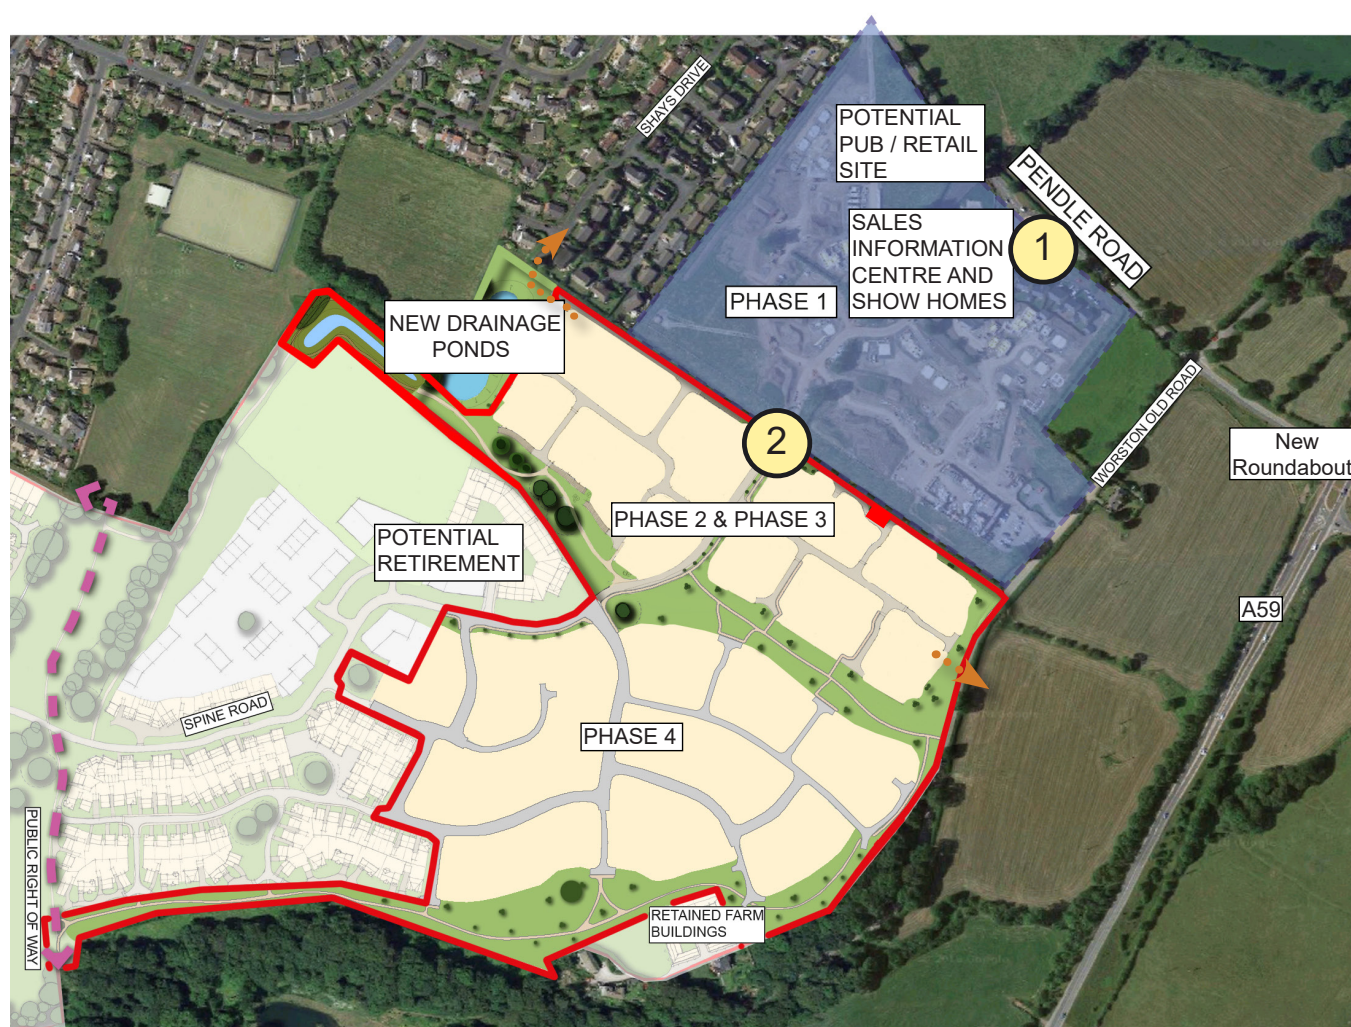 SHAYS DRIVE
POTENTIAL
PUB / RETAIL
SITE
PENDLE ROAD
SALES
INFORMATION
CENTRE AND
SHOW HOMES
1
PHASE 1
NEW DRAINAGE
PONDS
WORSTON OLD ROAD
New
Roundabout
2
PHASE 2 & PHASE 3
POTENTIAL
RETIREMENT
A59
SPINE ROAD
PHASE 4
PUBLIC RIGHT OF WAY
RETAINED FARM
BUILDINGS